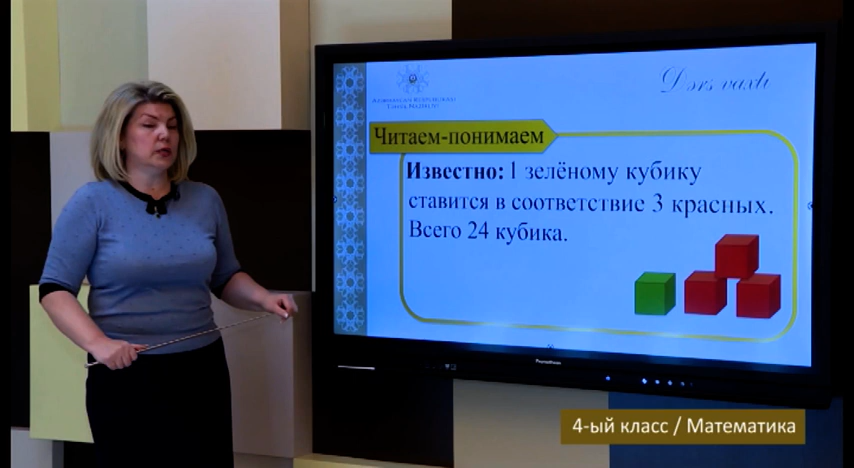 Dərs vaxtı
Читаем-понимаем
Известно: 1 зелёному кубику
ставится в соответствие 3 красных.
Всего 24 кубика.
4-ый класс / Математика